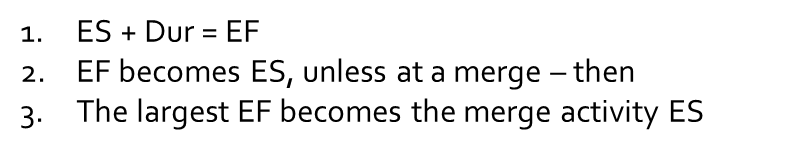 1. ES + Dur = EF
2. EF becomes ES, unless at a merge – then
3. The largest EF becomes the merge activity ES